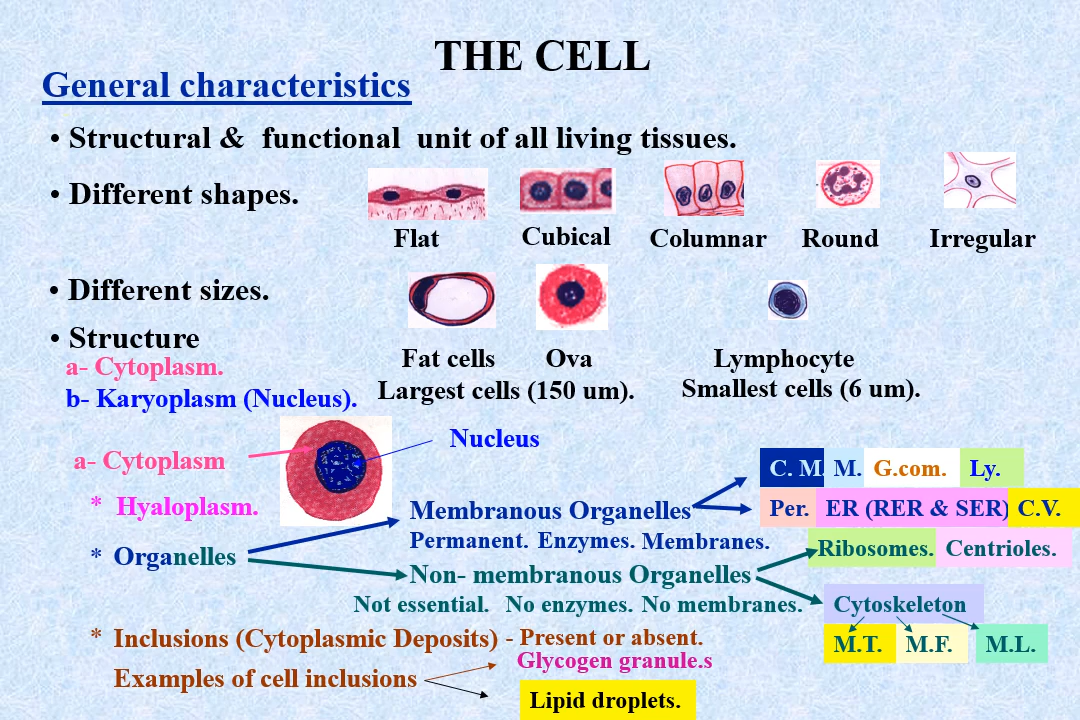 THE CELL
General characteristics
• Structural & functional unit of all living tissues.
• Different shapes.
Flat Cubical Columnar Round Irregular
• Different sizes.
• Structure
a- Cytoplasm.
b- Karyoplasm (Nucleus).
Fat cells Ova Lymphocyte
Largest cells (150 um). Smallest cells (6 um).
Nucleus
a- Cytoplasm
C. M M. G.com. Ly.
* Hyaloplasm.
Membranous Organelles Per. ER (RER & SER) C.V.
Permanent. Enzymes. Membranes.
* Organelles
Ribosomes. Centrioles.
Non- membranous Organelles
Not essential. No enzymes. No membranes. Cytoskeleton
* Inclusions (Cytoplasmic Deposits) - Present or absent.
M.T. M.F. M.L.
Glycogen granule.s
Examples of cell inclusions
Lipid droplets.